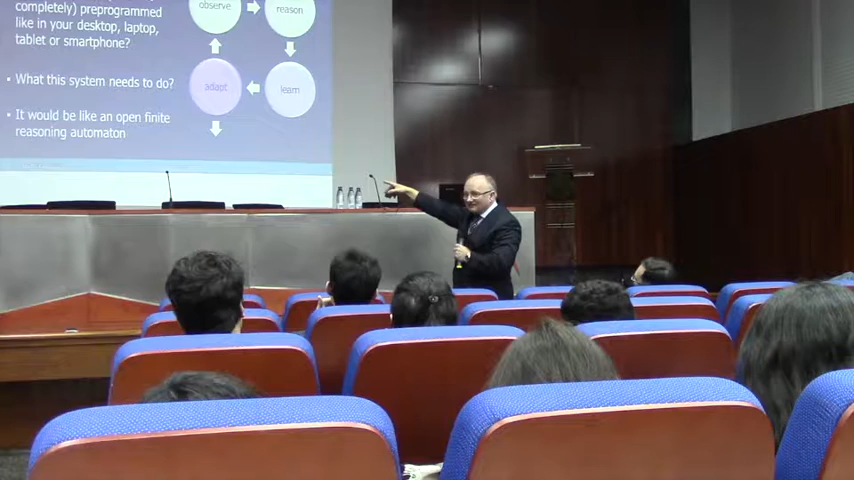 completely) preprogrammed
like in your desktop, laptop,
tablet or smartphone?
• What this system needs to do?
• It would be like an open finite
reasoning automaton?
observe
reason
adapt
learn